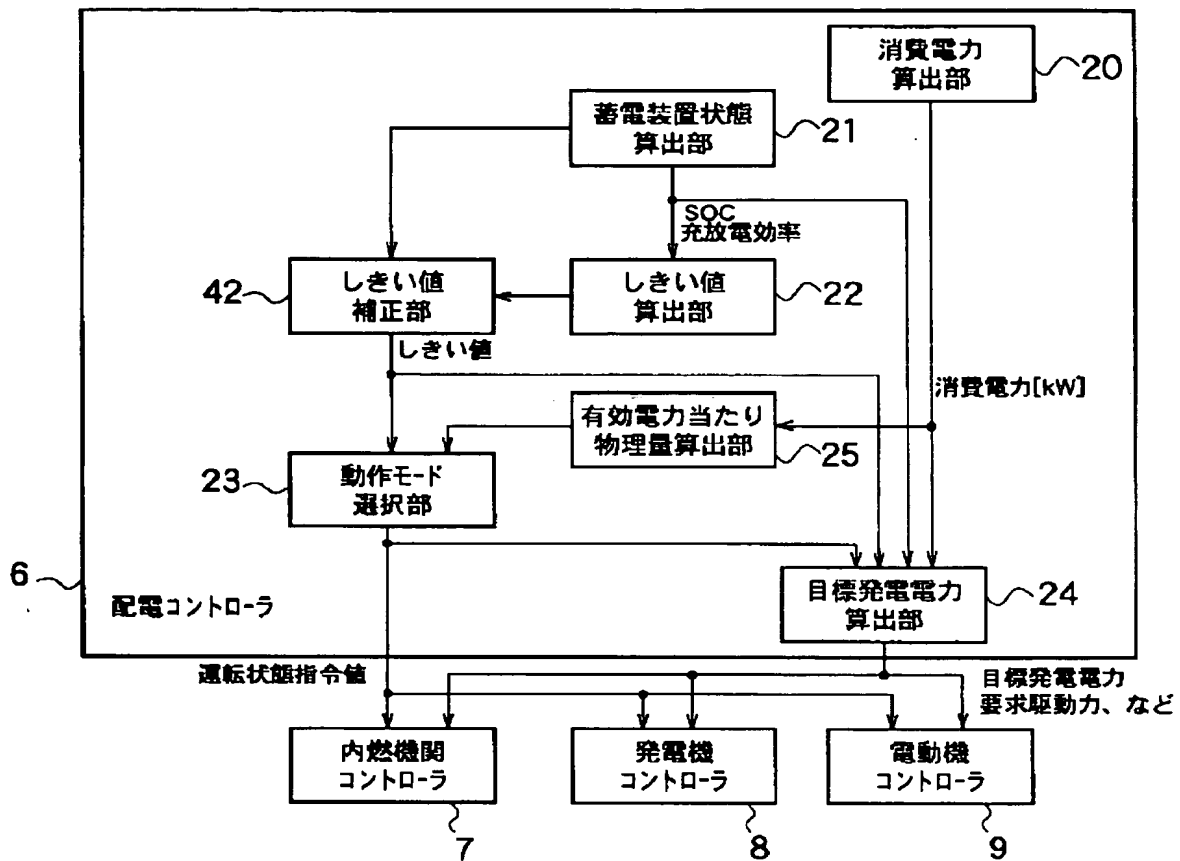 消費電力
算出部
20
蓄電装置状態
算出部
21
SOC
充放電効率
42
しきい値
補正部
しきい値
算出部
22
しきい値
消費電力[kW]
有効電力当たり
物理量算出部
25
23
動作モード
選択部
6
配電コントローラ
目標発電電力
算出部
24
運転状態指令値
目標発電電力
要求駆動力、など
内燃機関
コントローラ
発電機
コントローラ
電動機
コントローラ
7
8
9